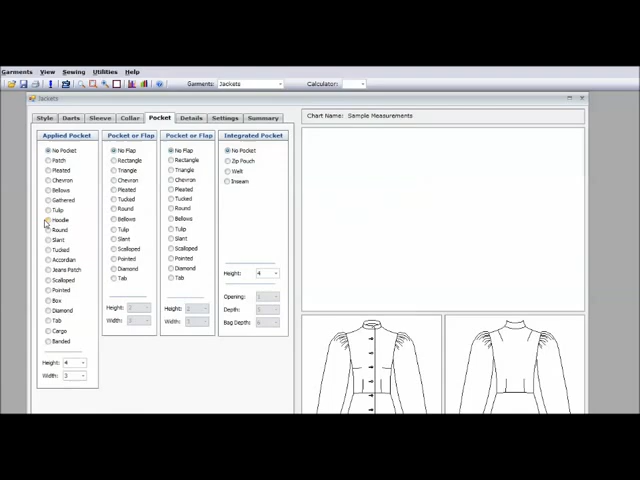 Garments View Sewing Utilities Help
Garments: Jackets Calculator:
Jackets
Style Darts Sleeve Collar Pocket Details Settings Summary
Applied Pocket
No Pocket
Patch
Pleated
Chevron
Bellows
Gathered
Tulip
Hoodie
Round
Slant
Tucked
Accordian
Jeans Patch
Scalloped
Pointed
Box
Diamond
Tab
Cargo
Banded
Height: 4
Width: 3
Pocket or Flap
No Flap
Rectangle
Triangle
Chevron
Pleated
Tucked
Round
Bellows
Tulip
Slant
Scalloped
Pointed
Diamond
Tab
Height: 2
Width:
Pocket or Flap
No Flap
Rectangle
Triangle
Chevron
Pleated
Tucked
Round
Bellows
Tulip
Slant
Scalloped
Pointed
Diamond
Tab
Height: 2
Width:
Integrated Pocket
No Pocket
Zip Pouch
Welt
Inseam
Height: 4
Opening:
Depth:
Bag Depth:
Chart Name: Sample Measurements